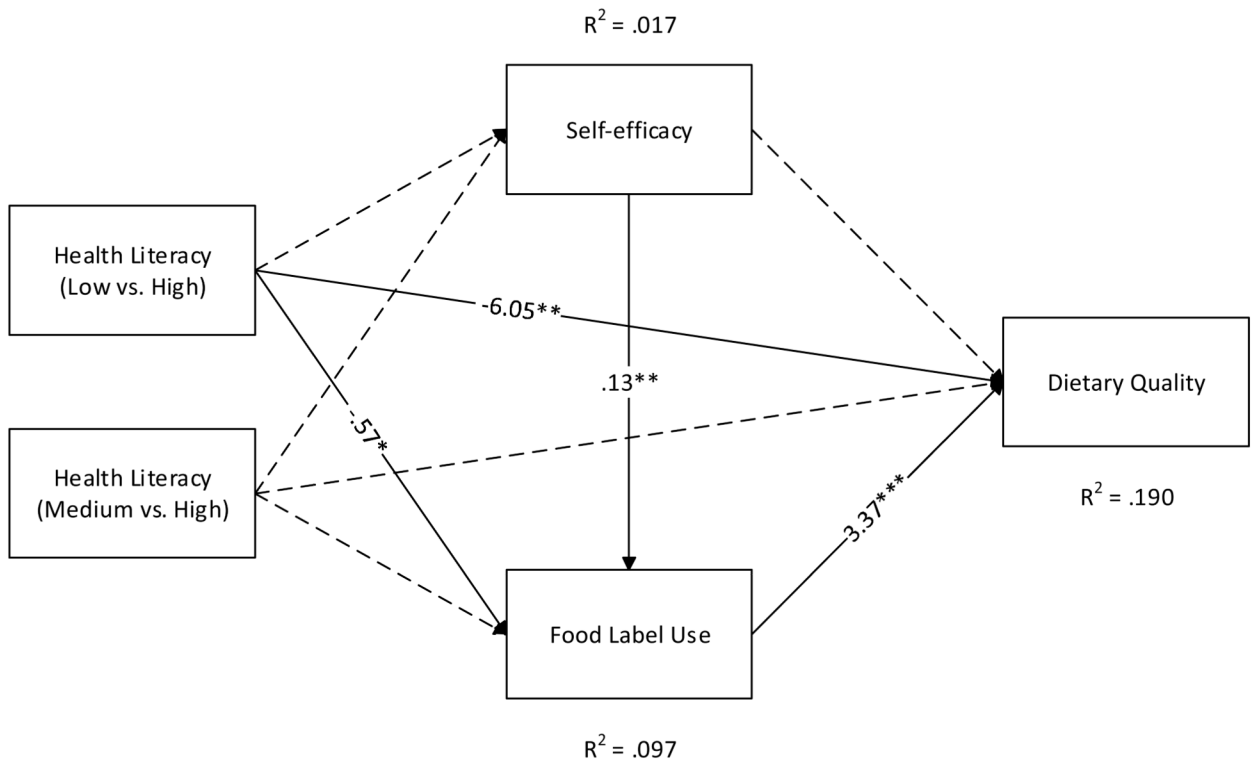 R² = .017
Self-efficacy
Health Literacy
(Low vs. High)
-6.05**
.13**
Dietary Quality
.57*
Health Literacy
(Medium vs. High)
R² = .190
3.37***
Food Label Use
R² = .097